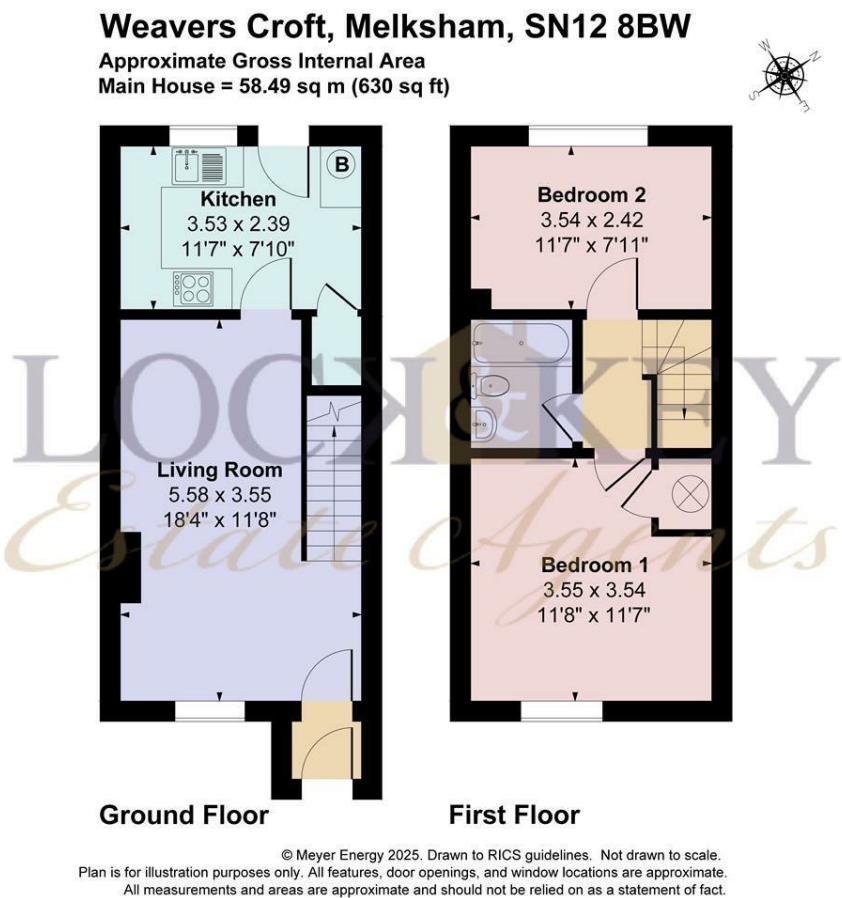 Weavers Croft, Melksham, SN12 8BW
Approximate Gross Internal Area
Main House = 58.49 sq m (630 sq ft)
W
N
S
E
B
Kitchen
3.53 x 2.39
11'7" x 7'10"
Bedroom 2
3.54 x 2.42
11'7" x 7'11"
LOCK & KEY
Estate Agents
Living Room
5.58 x 3.55
18'4" x 11'8"
Bedroom 1
3.55 x 3.54
11'8" x 11'7"
Ground Floor
First Floor
© Meyer Energy 2025. Drawn to RICS guidelines. Not drawn to scale.
Plan is for illustration purposes only. All features, door openings, and window locations are approximate.
All measurements and areas are approximate and should not be relied on as a statement of fact.